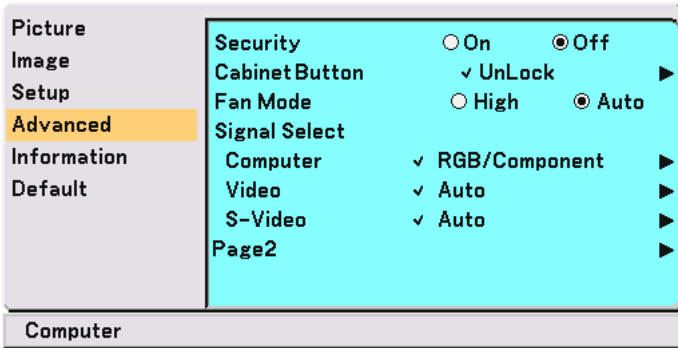 Picture
Image
Setup
Advanced
Information
Default
Security On Off
Cabinet Button ✓ UnLock ▶
Fan Mode High Auto
Signal Select
Computer ✓ RGB/Component ▶
Video ✓ Auto ▶
S-Video ✓ Auto ▶
Page2 ▶
Computer